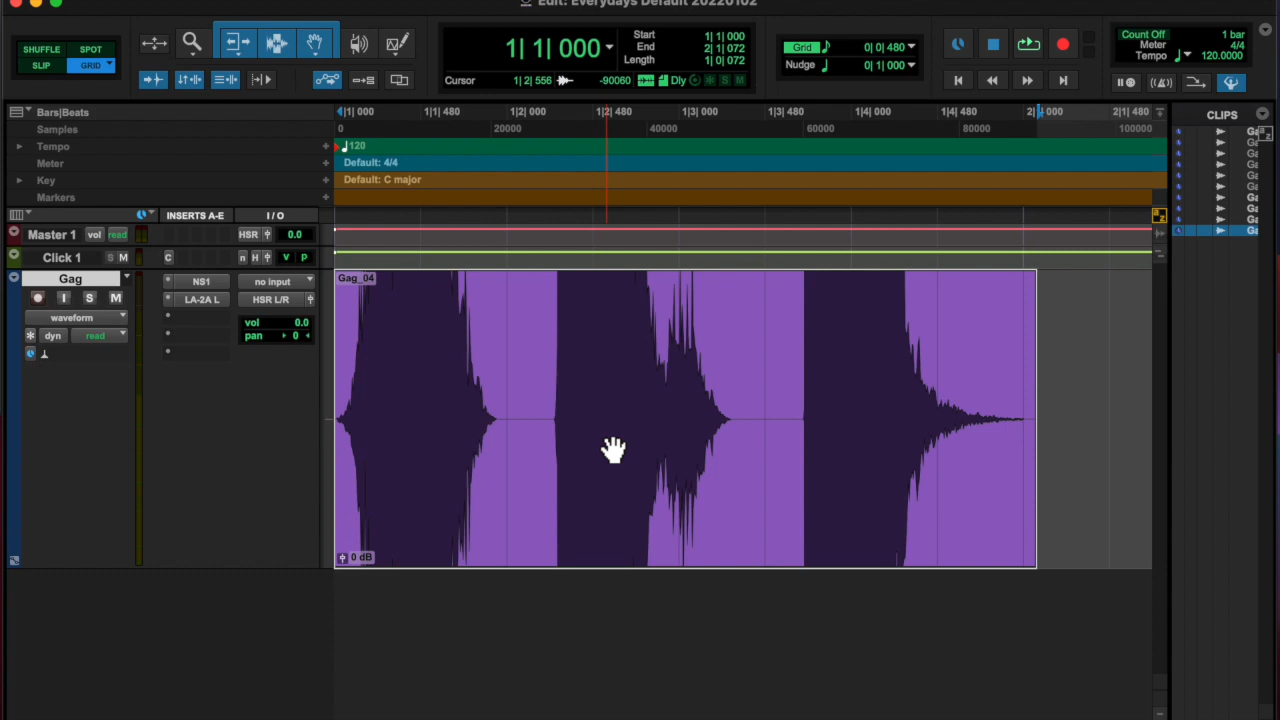 Edit: Everydays Default 20220102
SHUFFLE SPOT
SLIP GRID
1| 1| 000
Start 1| 1| 000
End 2| 1| 072
Length 1| 1| 072
Cursor 1| 2| 556 -90060 Dly S M
Grid 0| 0| 480
Nudge 0| 1| 000
Count Off 1 bar
Meter 4/4
Tempo 120.0000
Bars|Beats 1|1| 000 1|1| 480 1|2| 000 1|2| 480 1|3| 000 1|3| 480 1|4| 000 1|4| 480 2|1| 000 2|1| 480
Samples 0 20000 40000 60000 80000 100000
Tempo 120
Meter Default: 4/4
Key Default: C major
Markers
CLIPS
INSERTS A-E I / O
a z
Master 1 vol read HSR 0.0
Click 1 S M C n H V P
Gag NS1 no input
I S M LA-2A L HSR L/R
waveform vol 0.0
dyn read pan 0
Gag_04
0 dB